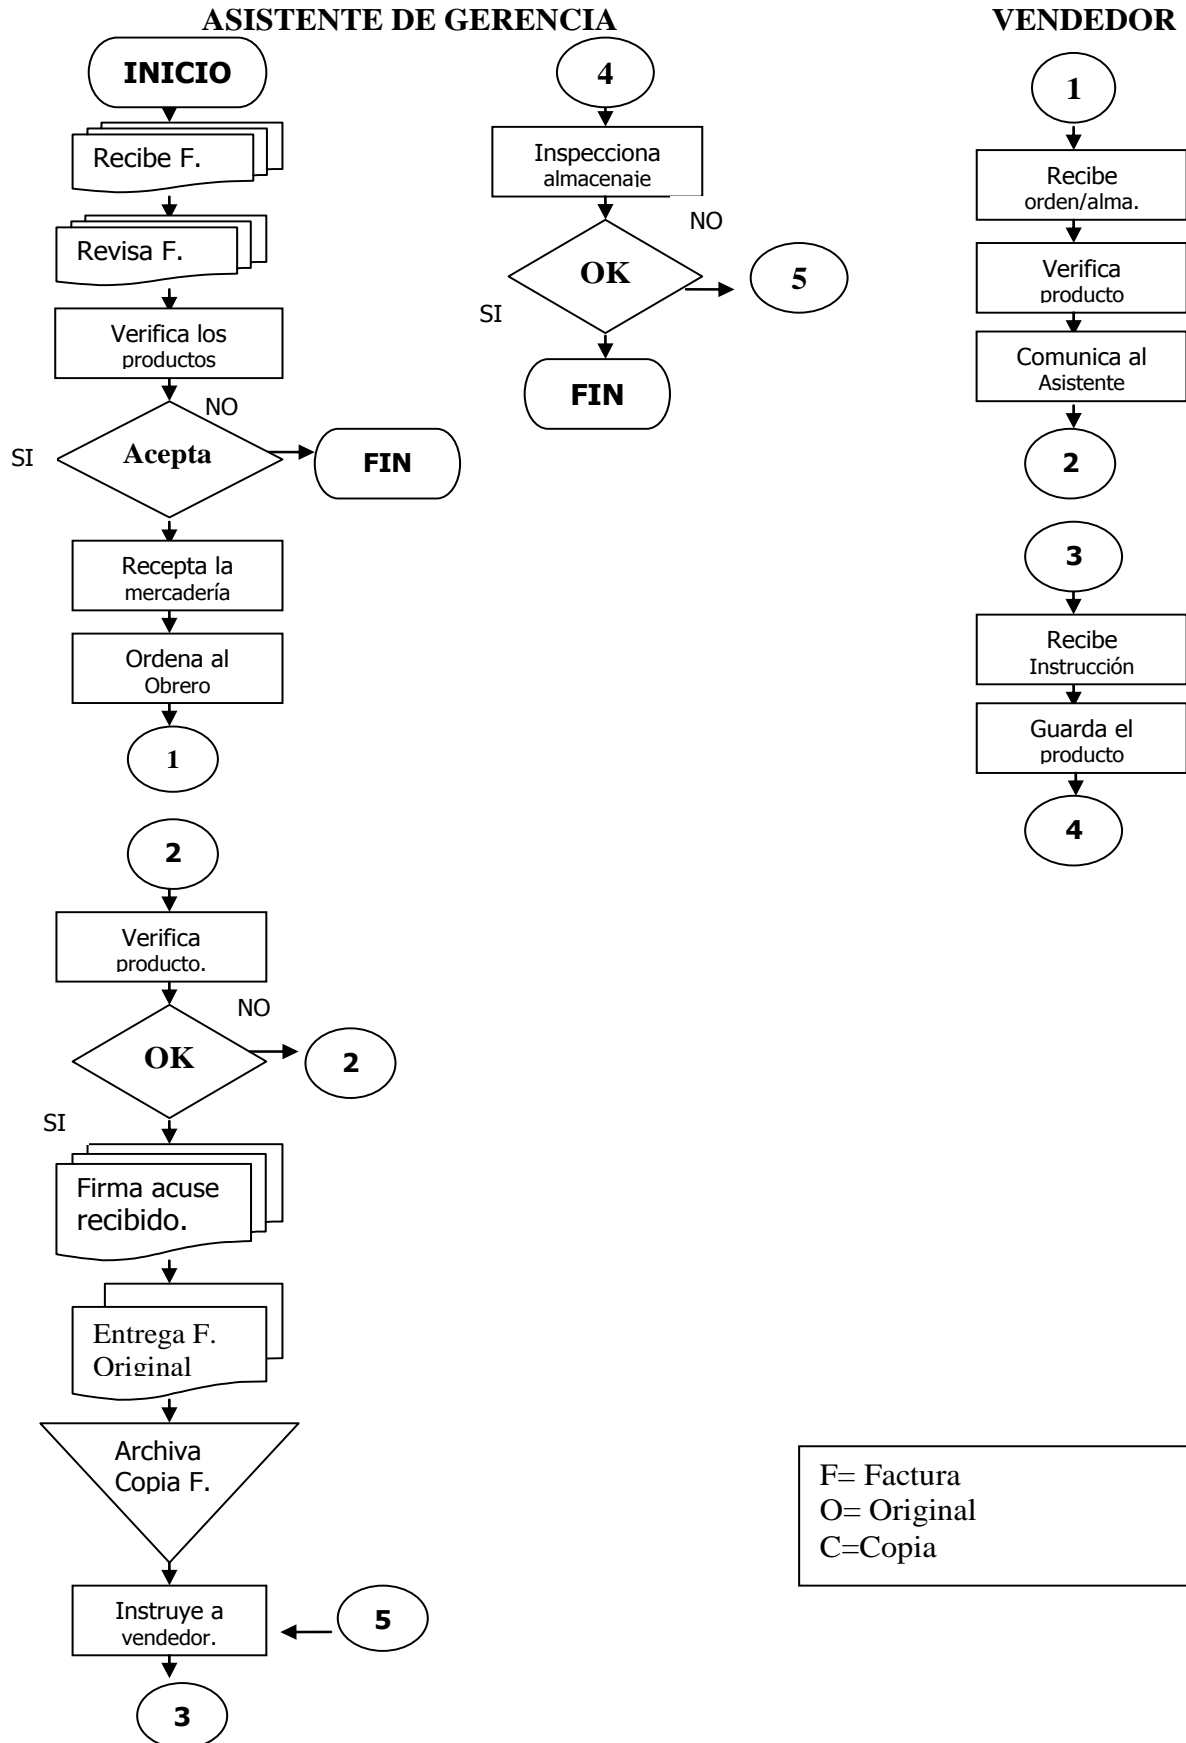 ASISTENTE DE GERENCIA
INICIO
Recibe F.
Revisa F.
Verifica los
productos
NO
SI
Acepta
FIN
Recepta la
mercadería
Ordena al
Obrero
1
2
Verifica
producto.
NO
OK
2
SI
Firma acuse
recibido.
Entrega F.
Original
Archiva
Copia F.
Instruye a
vendedor.
5
3
4
Inspecciona
almacenaje
NO
OK
5
SI
FIN
VENDEDOR
1
Recibe
orden/alma.
Verifica
producto
Comunica al
Asistente
2
3
Recibe
Instrucción
Guarda el
producto
4
F= Factura
O= Original
C=Copia